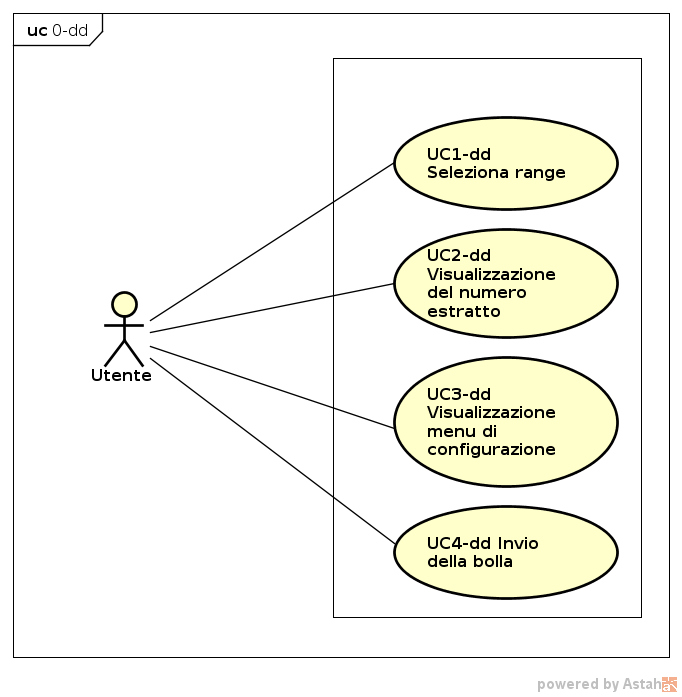 uc 0-dd
UC1-dd
Seleziona range
UC2-dd
Visualizzazione
del numero
estratto
Utente
UC3-dd
Visualizzazione
menu di
configurazione
UC4-dd Invio
della bolla
powered by Astah